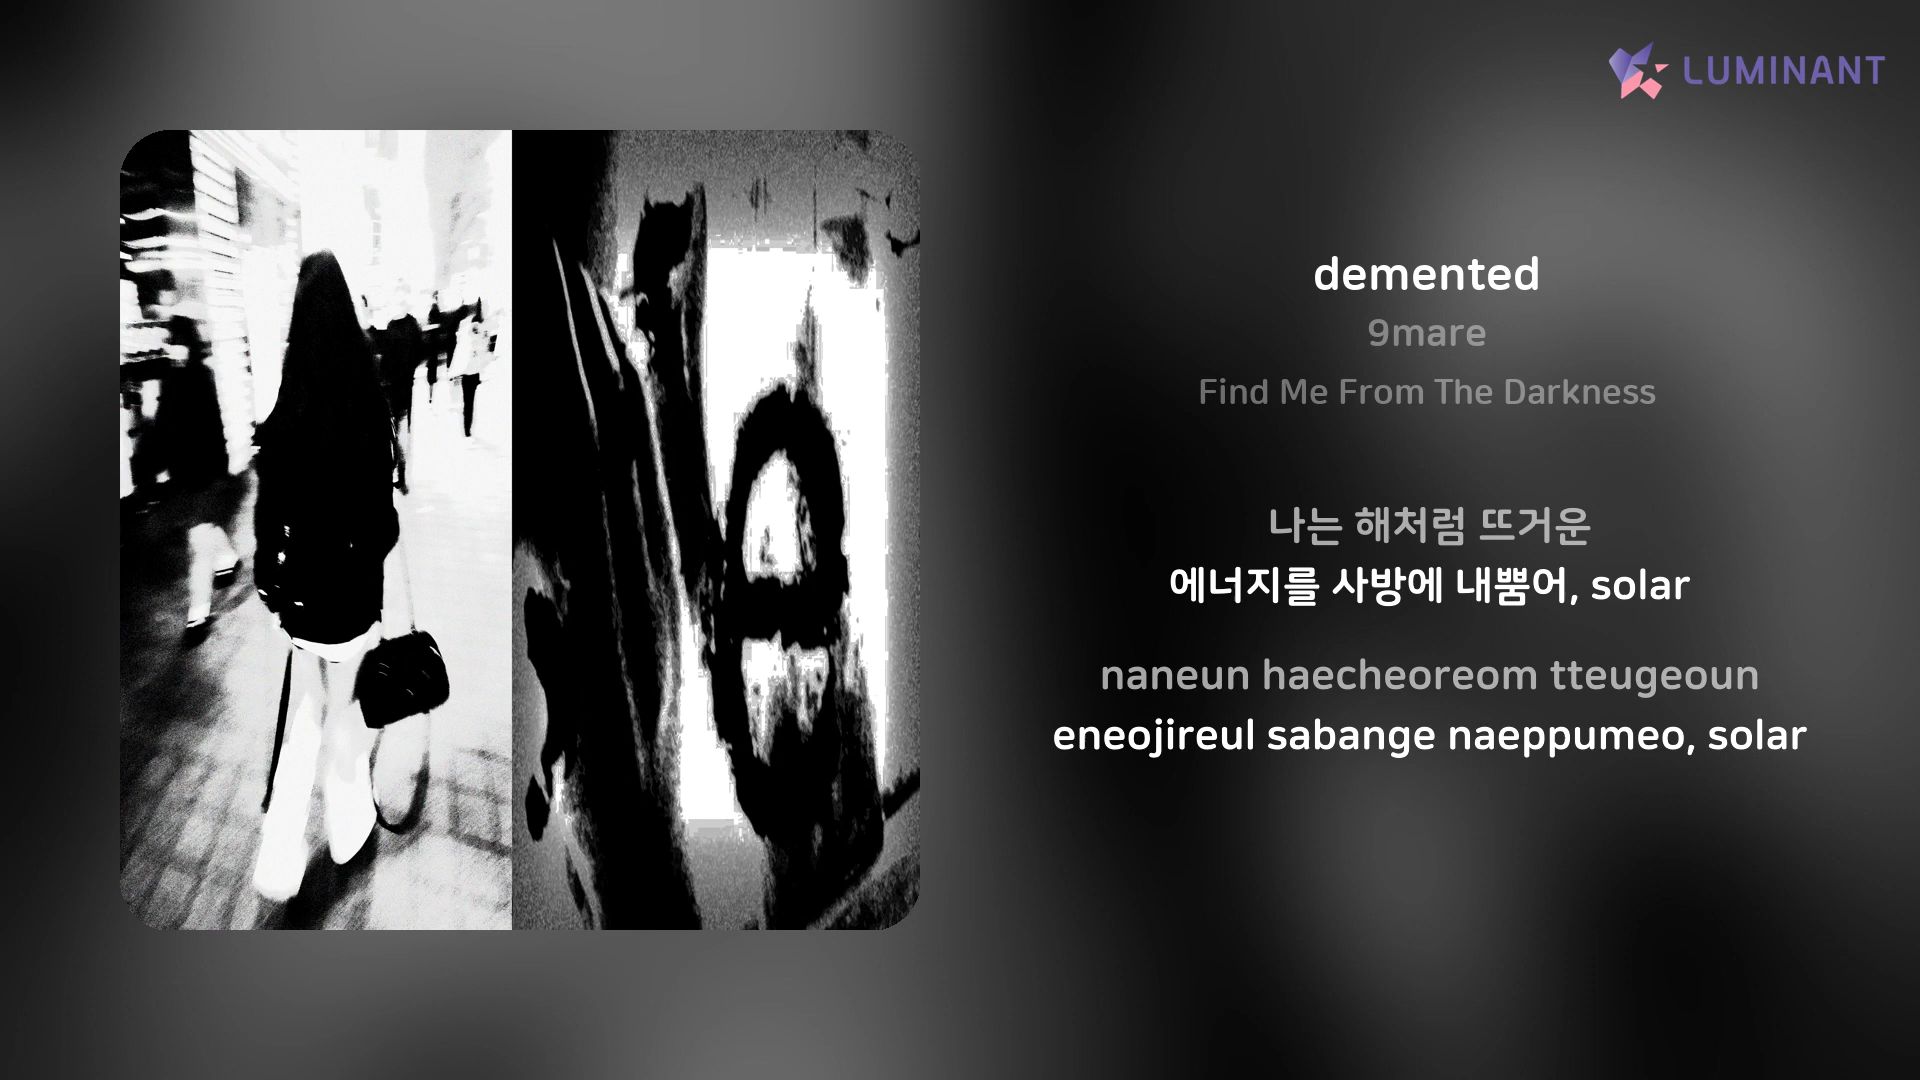 LUMINANT
demented
9mare
Find Me From The Darkness
나는 해처럼 뜨거운
에너지를 사방에 내뿜어, solar
naneun haecheoreom tteugeoun
eneojireul sabange naeppumeo, solar